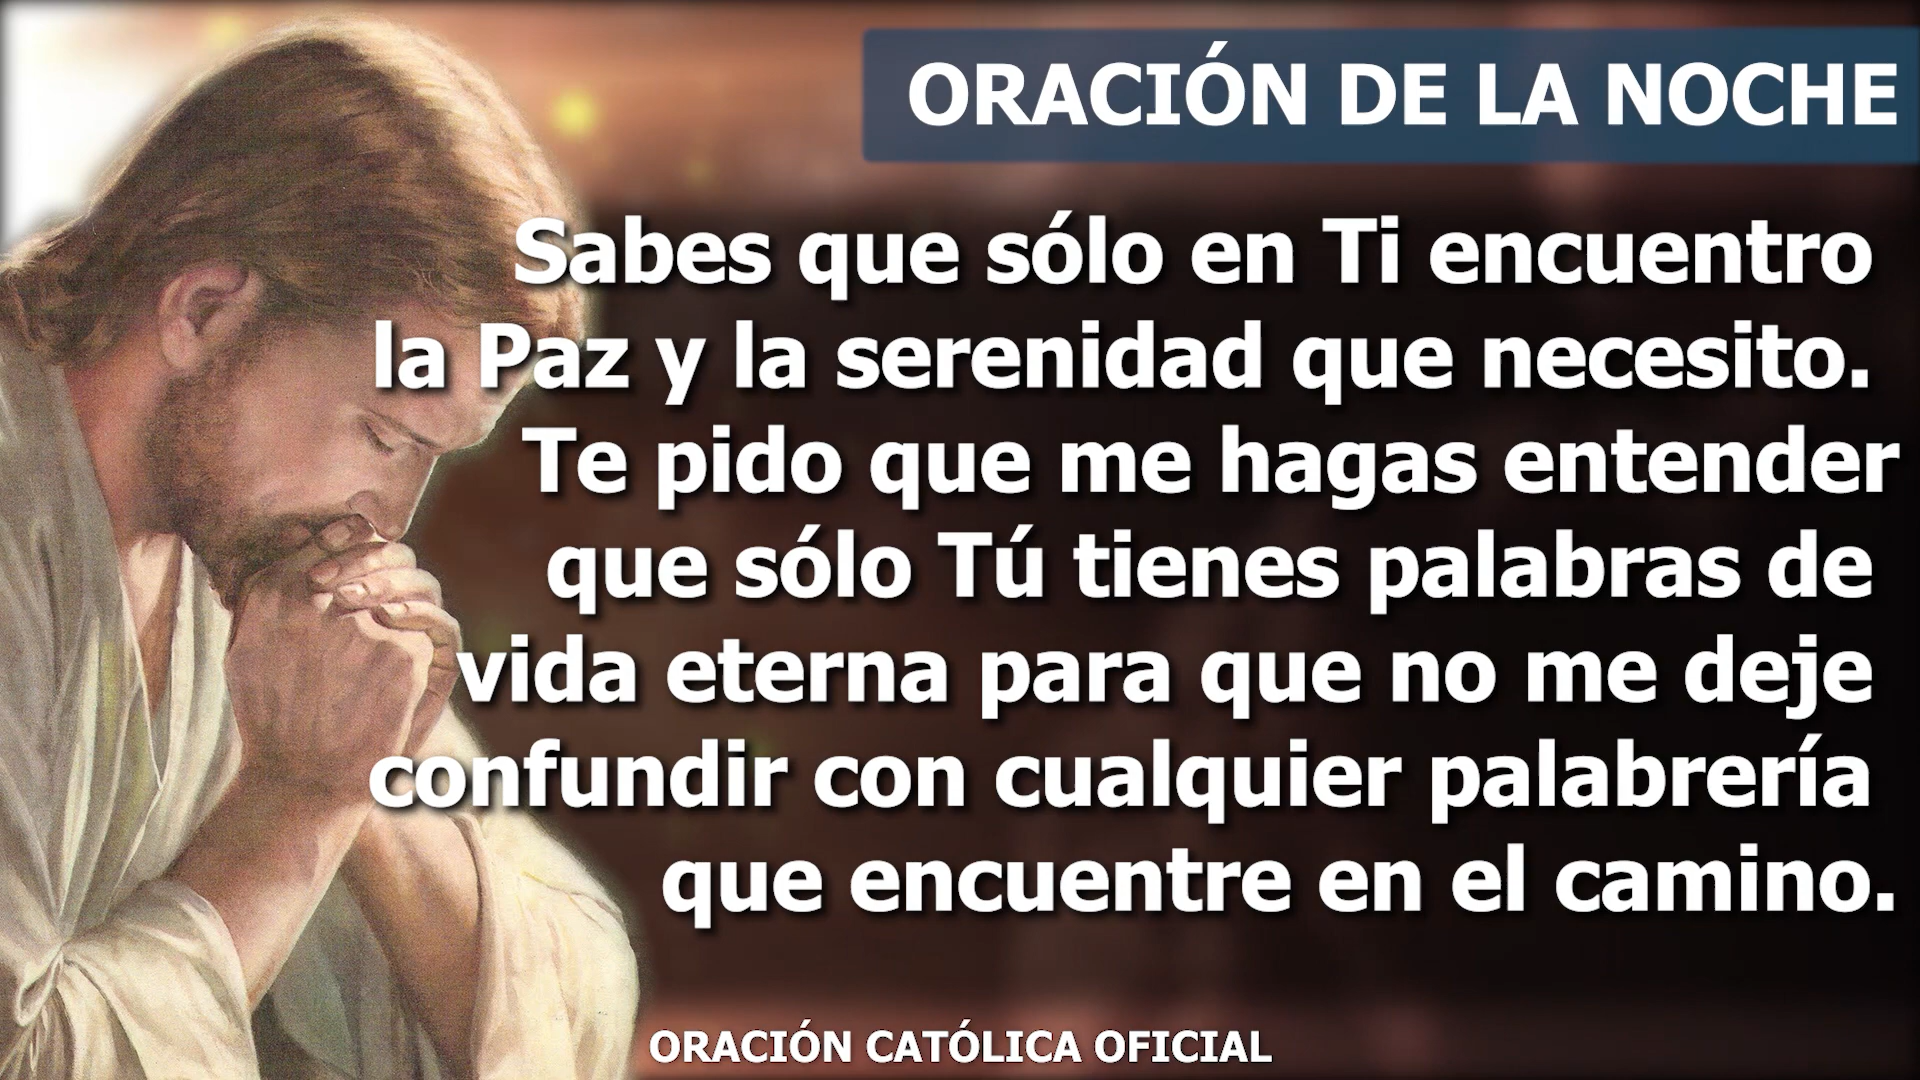 ORACIÓN DE LA NOCHE
Sabes que sólo en Ti encuentro
la Paz y la serenidad que necesito.
Te pido que me hagas entender
que sólo Tú tienes palabras de
vida eterna para que no me deje
confundir con cualquier palabrería
que encuentre en el camino.
ORACIÓN CATÓLICA OFICIAL